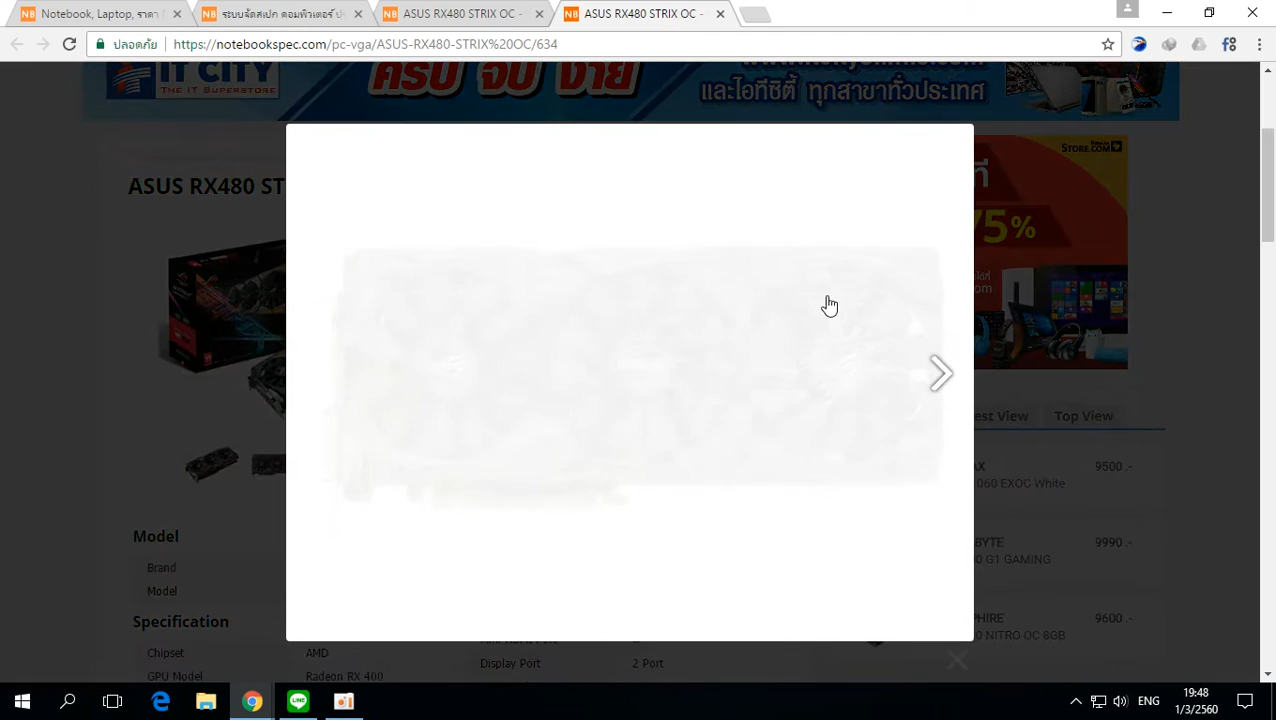 Notebook, Laptop, ราคา
ระบบจัดสเปก คอมพิวเตอร์ ป
ASUS RX480 STRIX OC -
ASUS RX480 STRIX OC -
ปลอดภัย
https://notebookspec.com/pc-vga/ASUS-RX480-STRIX%20OC/634
IT CITY
THE IT SUPERSTORE
ครบ จบ ง่าย
และไอทีซิตี้ ทุกสาขาทั่วประเทศ
STORE.COM
75%
ASUS RX480 ST
est View
Top View
AX
9500 .-
060 EXOC White
BYTE
9990 .-
0 G1 GAMING
PHIRE
9600 .-
0 NITRO OC 8GB
Model
Brand
Model
Specification
Chipset
AMD
GPU Model
Radeon RX 400
Display Port
2 Port
ENG
19:48
1/3/2560